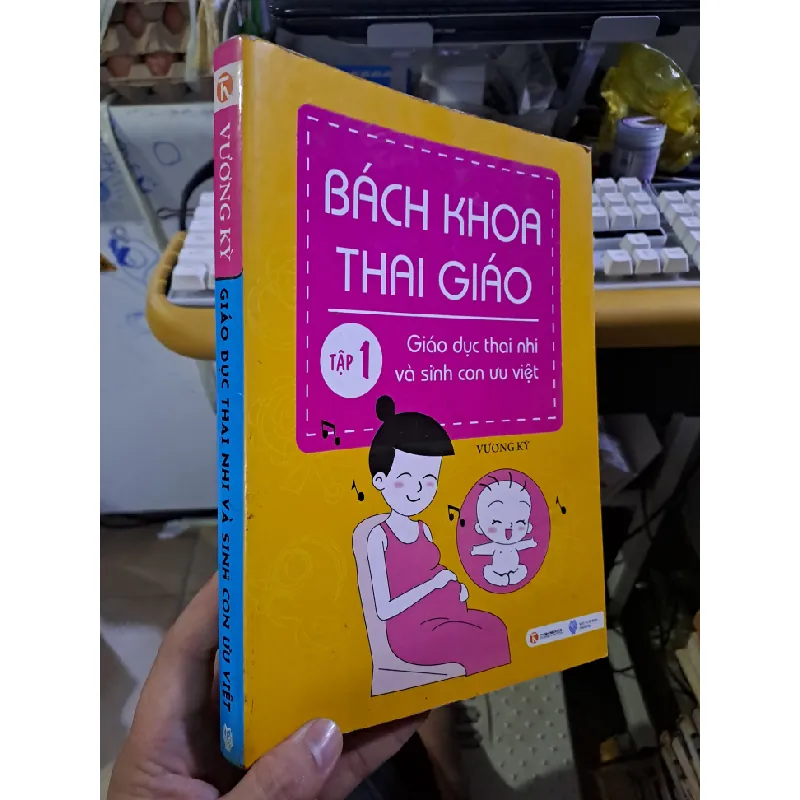 BÁCH KHOA
THAI GIÁO
TẬP 1
Giáo dục thai nhi
và sinh con ưu việt
VƯƠNG KỲ
VƯƠNG KỲ
GIÁO DỤC THAI NHI VÀ SINH CON ƯU VIỆT